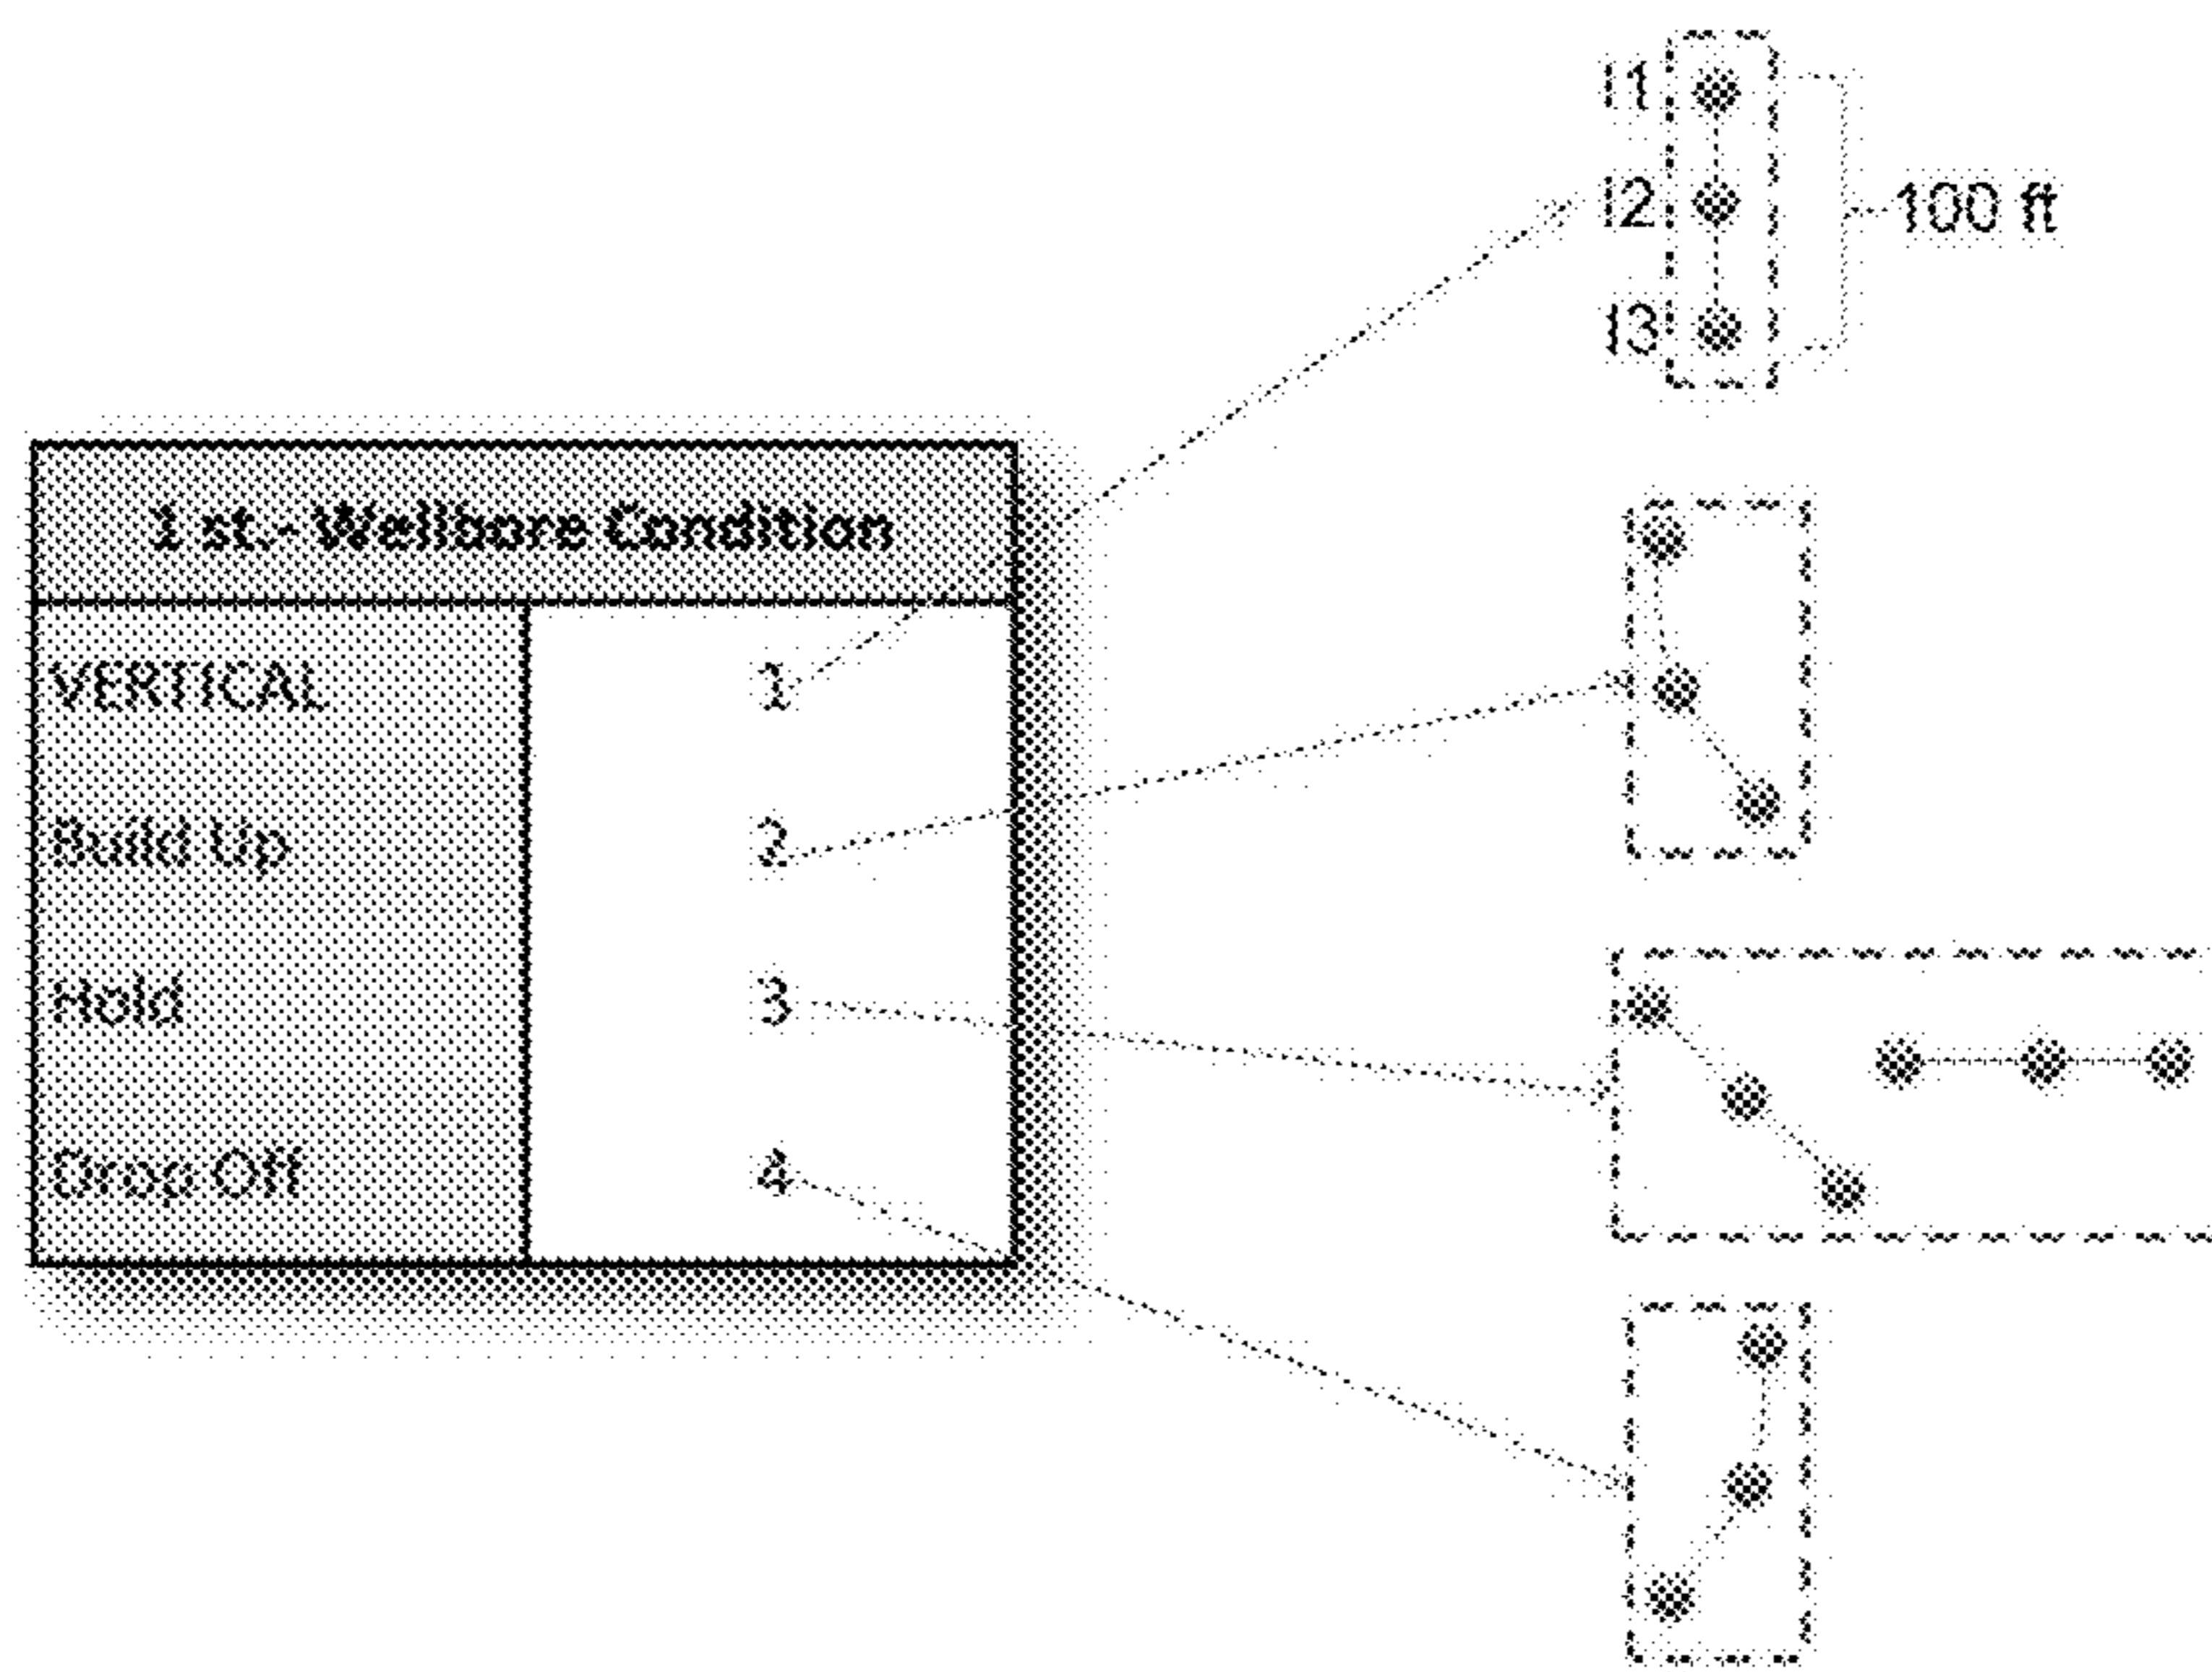 I1
I2
100 ft
I3
1 st.- Wellbore Condition
VERTICAL 1
Build Up 2
Hold 3
Drop Off 4